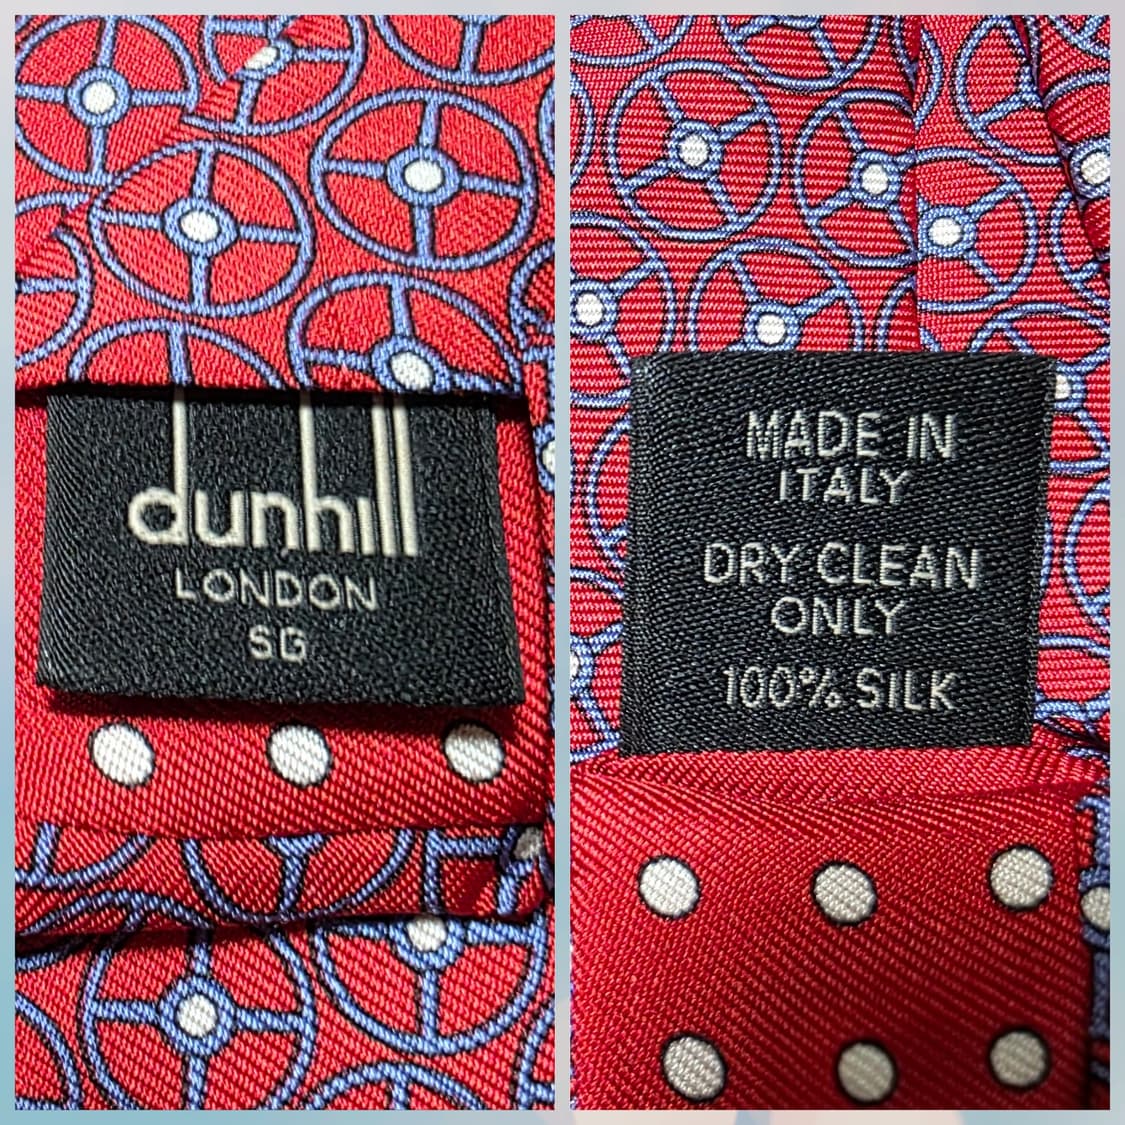 dunhill
LONDON
SG
MADE IN
ITALY
DRY CLEAN
ONLY
100% SILK